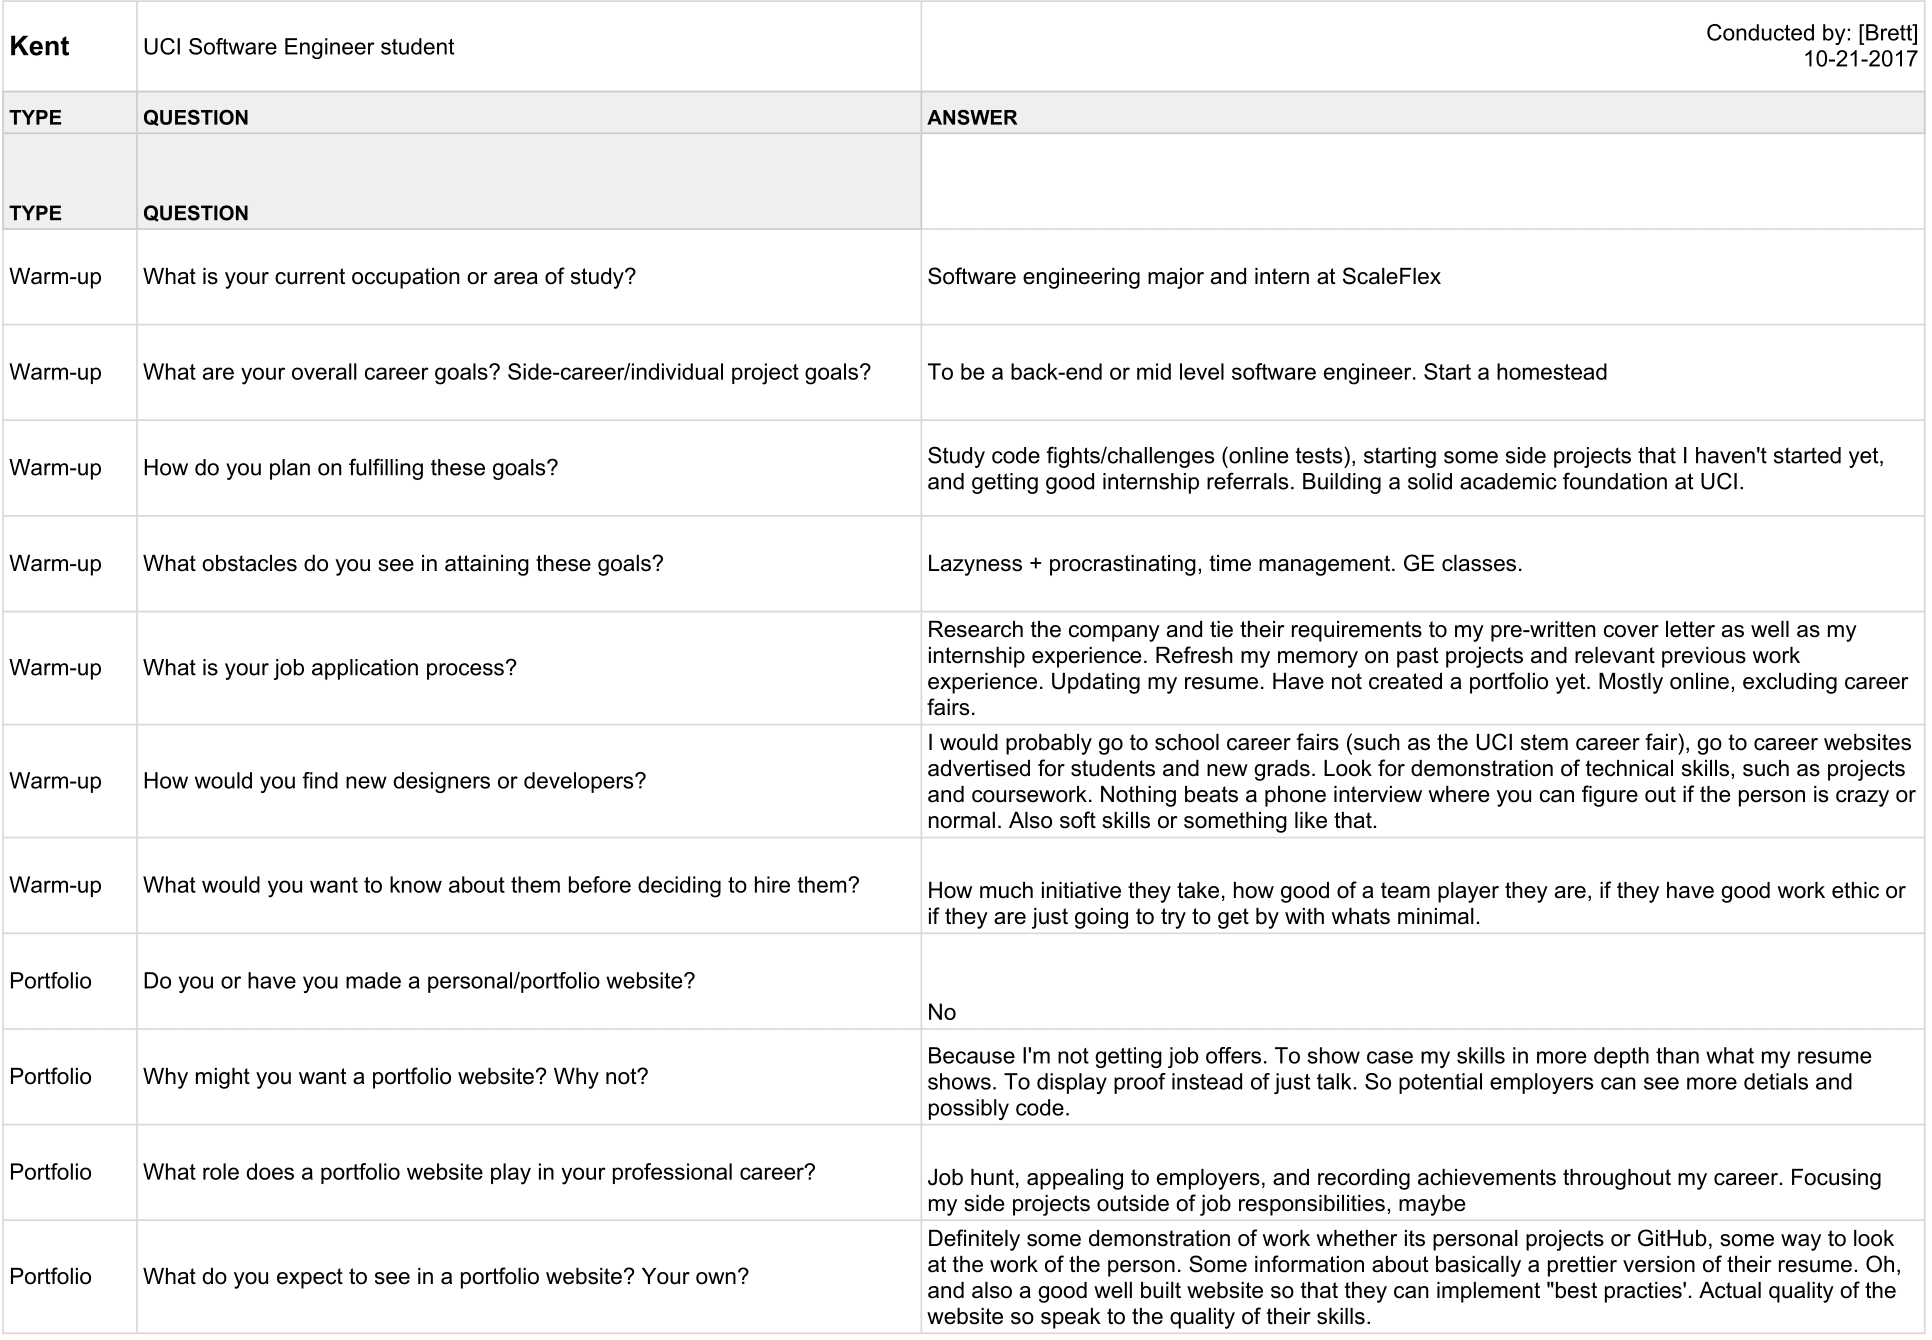 Kent
UCI Software Engineer student
Conducted by: [Brett]
10-21-2017
TYPE QUESTION ANSWER
TYPE QUESTION
Warm-up What is your current occupation or area of study? Software engineering major and intern at ScaleFlex
Warm-up What are your overall career goals? Side-career/individual project goals? To be a back-end or mid level software engineer. Start a homestead
Warm-up How do you plan on fulfilling these goals?
Study code fights/challenges (online tests), starting some side projects that I haven't started yet,
and getting good internship referrals. Building a solid academic foundation at UCI.
Warm-up What obstacles do you see in attaining these goals? Lazyness + procrastinating, time management. GE classes.
Warm-up What is your job application process?
Research the company and tie their requirements to my pre-written cover letter as well as my
internship experience. Refresh my memory on past projects and relevant previous work
experience. Updating my resume. Have not created a portfolio yet. Mostly online, excluding career
fairs.
Warm-up How would you find new designers or developers?
I would probably go to school career fairs (such as the UCI stem career fair), go to career websites
advertised for students and new grads. Look for demonstration of technical skills, such as projects
and coursework. Nothing beats a phone interview where you can figure out if the person is crazy or
normal. Also soft skills or something like that.
Warm-up What would you want to know about them before deciding to hire them?
How much initiative they take, how good of a team player they are, if they have good work ethic or
if they are just going to try to get by with whats minimal.
Portfolio Do you or have you made a personal/portfolio website?
No
Portfolio Why might you want a portfolio website? Why not?
Because I'm not getting job offers. To show case my skills in more depth than what my resume
shows. To display proof instead of just talk. So potential employers can see more detials and
possibly code.
Portfolio What role does a portfolio website play in your professional career?
Job hunt, appealing to employers, and recording achievements throughout my career. Focusing
my side projects outside of job responsibilities, maybe
Portfolio What do you expect to see in a portfolio website? Your own?
Definitely some demonstration of work whether its personal projects or GitHub, some way to look
at the work of the person. Some information about basically a prettier version of their resume. Oh,
and also a good well built website so that they can implement "best practies'. Actual quality of the
website so speak to the quality of their skills.